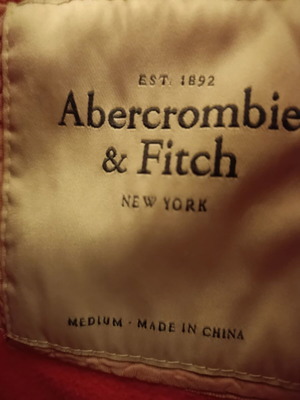 EST. 1892
Abercrombie
& Fitch
NEW YORK
MEDIUM · MADE IN CHINA